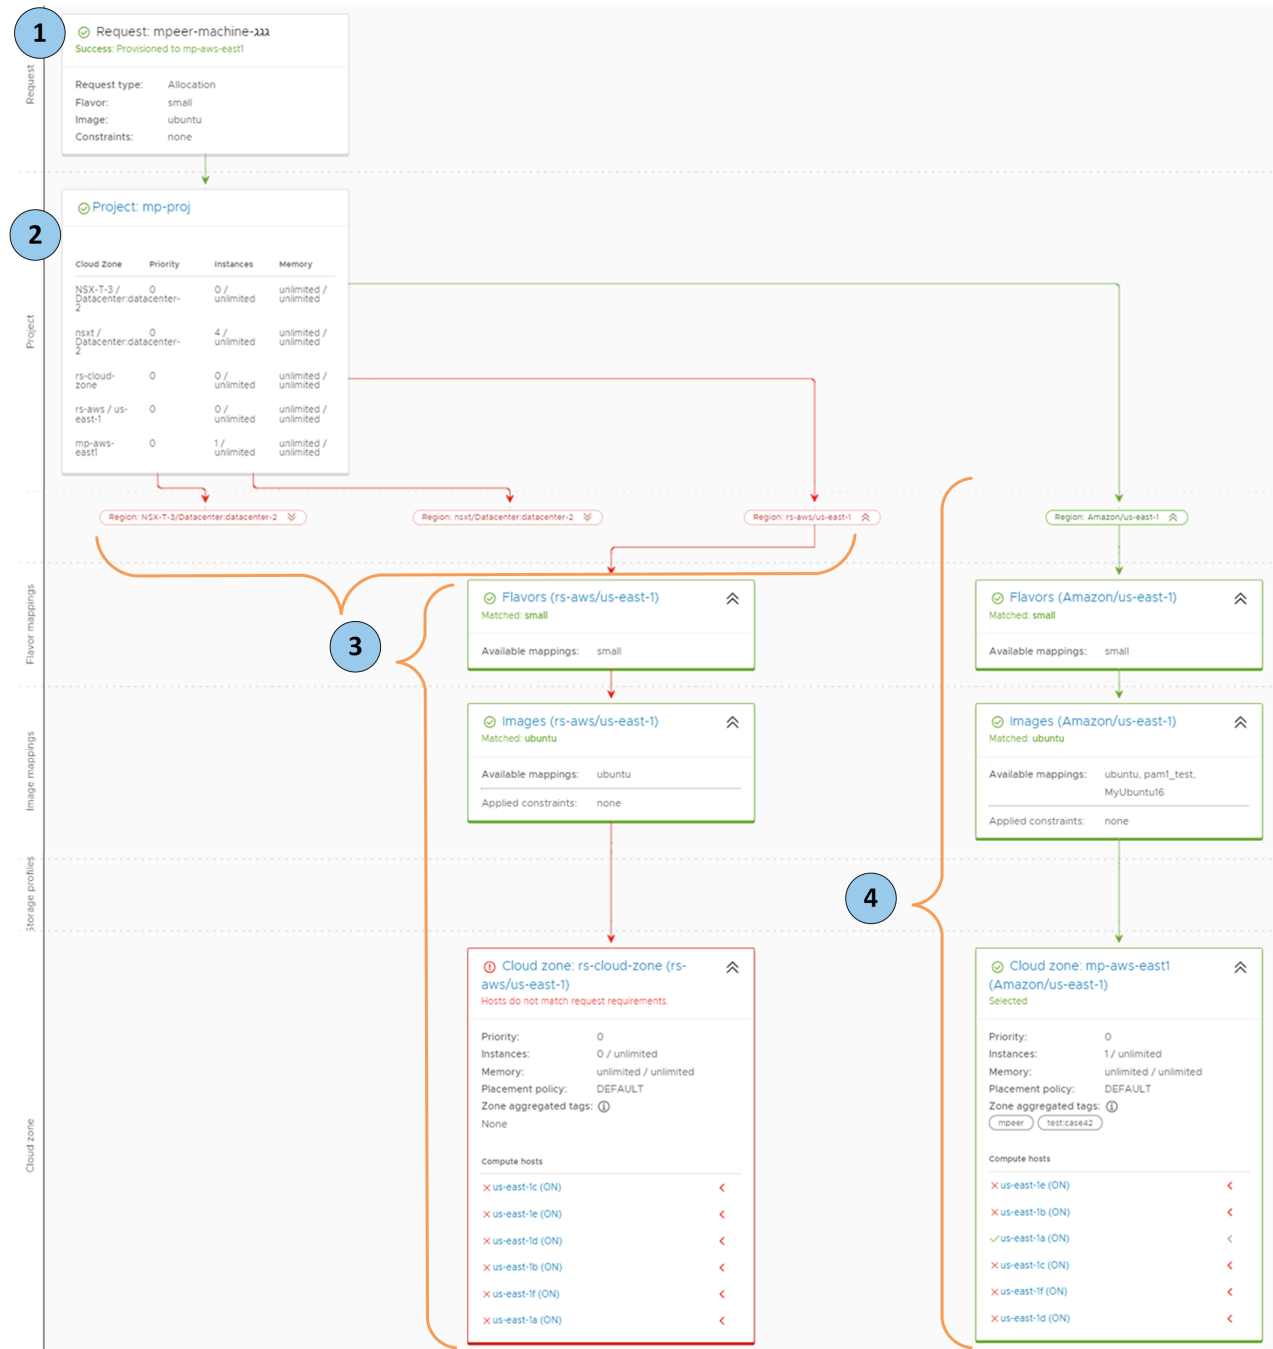 1
Request: mpeer-machine-גגג
Success: Provisioned to mp-aws-east1
Request type: Allocation
Flavor: small
Image: ubuntu
Constraints: none
Request
2
Project: mp-proj
Cloud Zone Priority Instances Memory
NSX-T-3 / 0 0 / unlimited /
Datacenter:datacenter- unlimited unlimited
2
nsxt / 0 4 / unlimited /
Datacenter:datacenter- unlimited unlimited
2
rs-cloud- 0 0 / unlimited /
zone unlimited unlimited
rs-aws / us- 0 0 / unlimited /
east-1 unlimited unlimited
mp-aws- 0 1 / unlimited /
east1 unlimited unlimited
Project
Region: NSX-T-3/Datacenter:datacenter-2
Region: nsxt/Datacenter:datacenter-2
Region: rs-aws/us-east-1
Region: Amazon/us-east-1
3
Flavor mappings
Flavors (rs-aws/us-east-1)
Matched: small
Available mappings: small
Flavors (Amazon/us-east-1)
Matched: small
Available mappings: small
Image mappings
Images (rs-aws/us-east-1)
Matched: ubuntu
Available mappings: ubuntu
Applied constraints: none
Images (Amazon/us-east-1)
Matched: ubuntu
Available mappings: ubuntu, pam1_test,
MyUbuntu16
Applied constraints: none
Storage profiles
4
Cloud zone
Cloud zone: rs-cloud-zone (rs-
aws/us-east-1)
Hosts do not match request requirements.
Priority: 0
Instances: 0 / unlimited
Memory: unlimited / unlimited
Placement policy: DEFAULT
Zone aggregated tags:
None
Compute hosts
us-east-1c (ON)
us-east-1e (ON)
us-east-1d (ON)
us-east-1b (ON)
us-east-1f (ON)
us-east-1a (ON)
Cloud zone: mp-aws-east1
(Amazon/us-east-1)
Selected
Priority: 0
Instances: 1 / unlimited
Memory: unlimited / unlimited
Placement policy: DEFAULT
Zone aggregated tags:
mpeer test:case42
Compute hosts
us-east-1e (ON)
us-east-1b (ON)
us-east-1a (ON)
us-east-1c (ON)
us-east-1f (ON)
us-east-1d (ON)